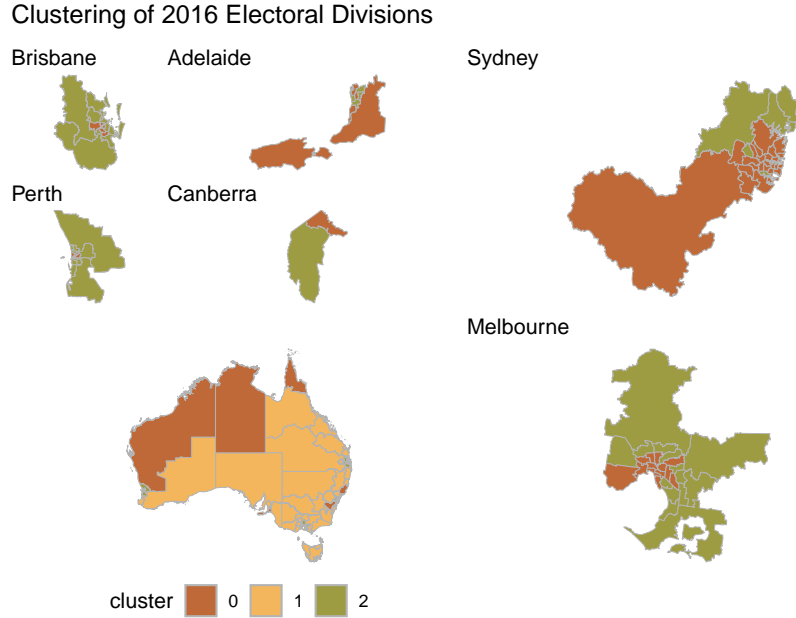 Clustering of 2016 Electoral Divisions
Brisbane
Adelaide
Sydney
Perth
Canberra
Melbourne
cluster 0 1 2